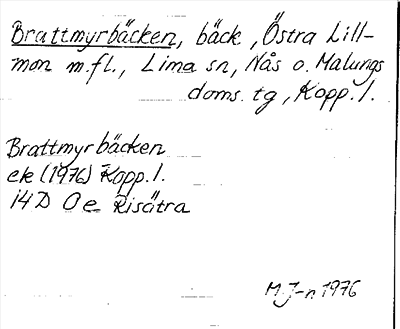 Brattmyrbäcken, bäck, Östra Lill-
mon m.fl., Lima sn, Nås o. Malungs
doms. tg, Kopp. l.
Brattmyrbäcken
ek (1976) Kopp. l.
14D 0e Risätra
M. J-n 1976